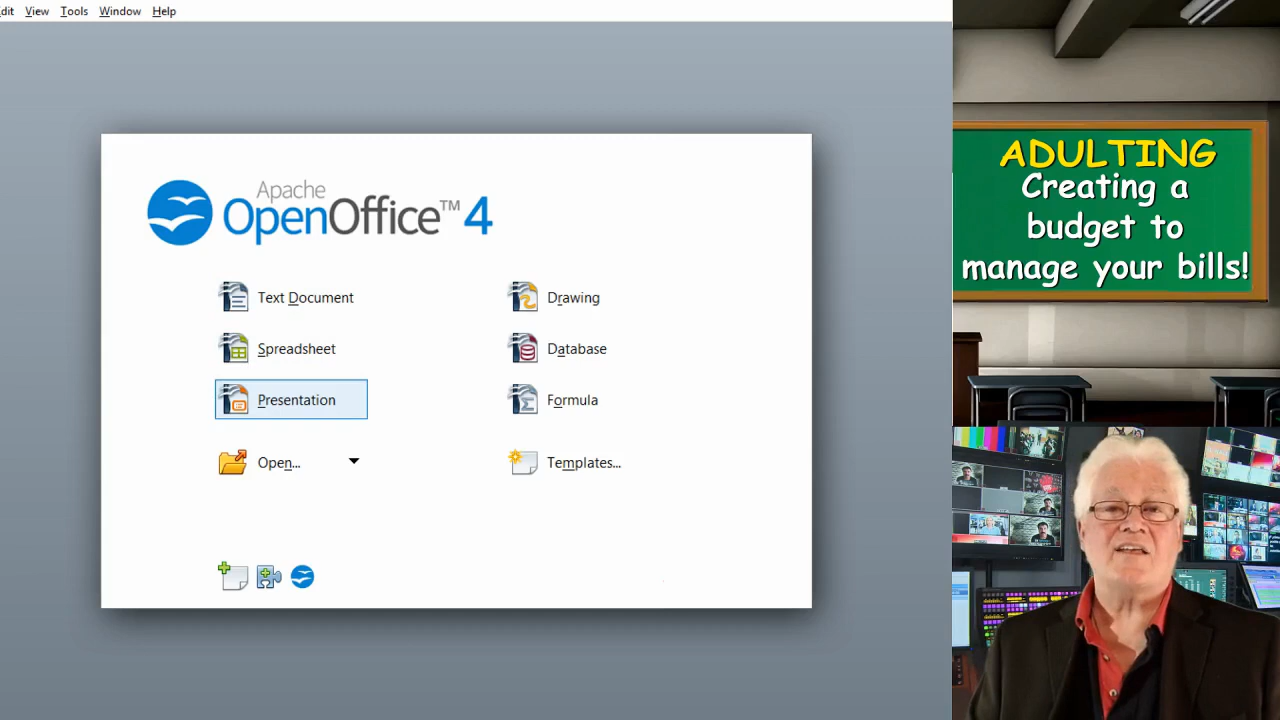 dit View Tools Window Help
Apache
OpenOffice™ 4
Text Document
Drawing
Spreadsheet
Database
Presentation
Formula
Open...
Templates...
ADULTING
Creating a
budget to
manage your bills!